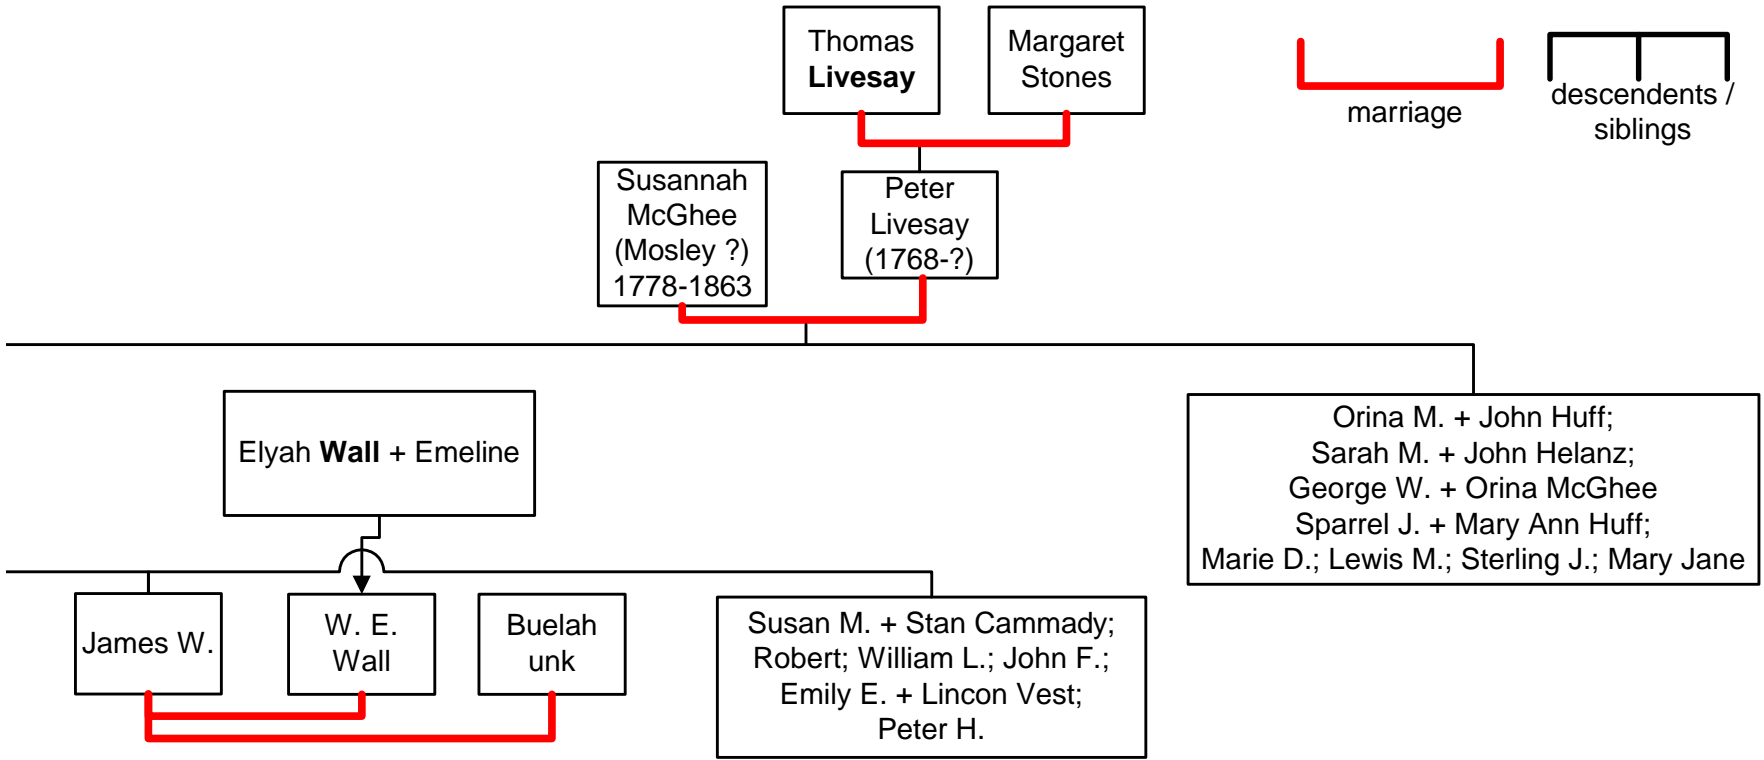 Thomas
Livesay
Margaret
Stones
marriage
descendents /
siblings
Susannah
McGhee
(Mosley ?)
1778-1863
Peter
Livesay
(1768-?)
Elyah Wall + Emeline
Orina M. + John Huff;
Sarah M. + John Helanz;
George W. + Orina McGhee
Sparrel J. + Mary Ann Huff;
Marie D.; Lewis M.; Sterling J.; Mary Jane
James W.
W. E.
Wall
Buelah
unk
Susan M. + Stan Cammady;
Robert; William L.; John F.;
Emily E. + Lincon Vest;
Peter H.